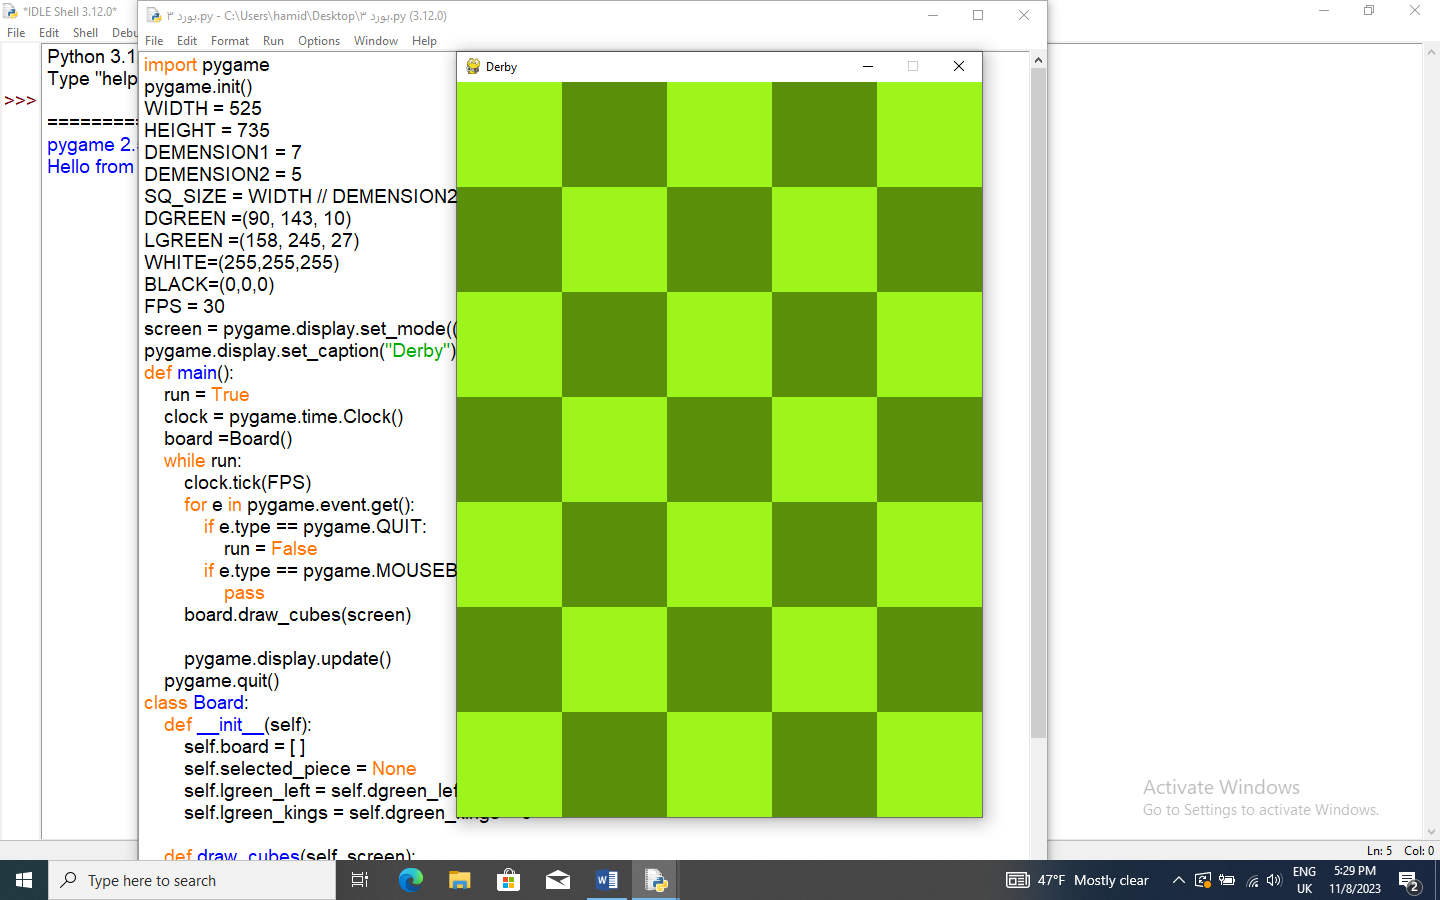 *IDLE Shell 3.12.0*
File Edit Shell Debu
Python 3.1
Type "help
>>>
=========
pygame 2.
Hello from
بورد ۳.py - C:\Users\hamid\Desktop\بورد ۳.py (3.12.0)
File Edit Format Run Options Window Help
import pygame
pygame.init()
WIDTH = 525
HEIGHT = 735
DEMENSION1 = 7
DEMENSION2 = 5
SQ_SIZE = WIDTH // DEMENSION2
DGREEN =(90, 143, 10)
LGREEN =(158, 245, 27)
WHITE=(255,255,255)
BLACK=(0,0,0)
FPS = 30
screen = pygame.display.set_mode((
pygame.display.set_caption("Derby")
def main():
run = True
clock = pygame.time.Clock()
board =Board()
while run:
clock.tick(FPS)
for e in pygame.event.get():
if e.type == pygame.QUIT:
run = False
if e.type == pygame.MOUSEB
pass
board.draw_cubes(screen)
pygame.display.update()
pygame.quit()
class Board:
def __init__(self):
self.board = [ ]
self.selected_piece = None
self.lgreen_left = self.dgreen_lef
self.lgreen_kings = self.dgreen_kings
def draw_cubes(self, screen):
Derby
Activate Windows
Go to Settings to activate Windows.
Ln: 5 Col: 0
Type here to search
47°F Mostly clear
ENG
UK
5:29 PM
11/8/2023
2